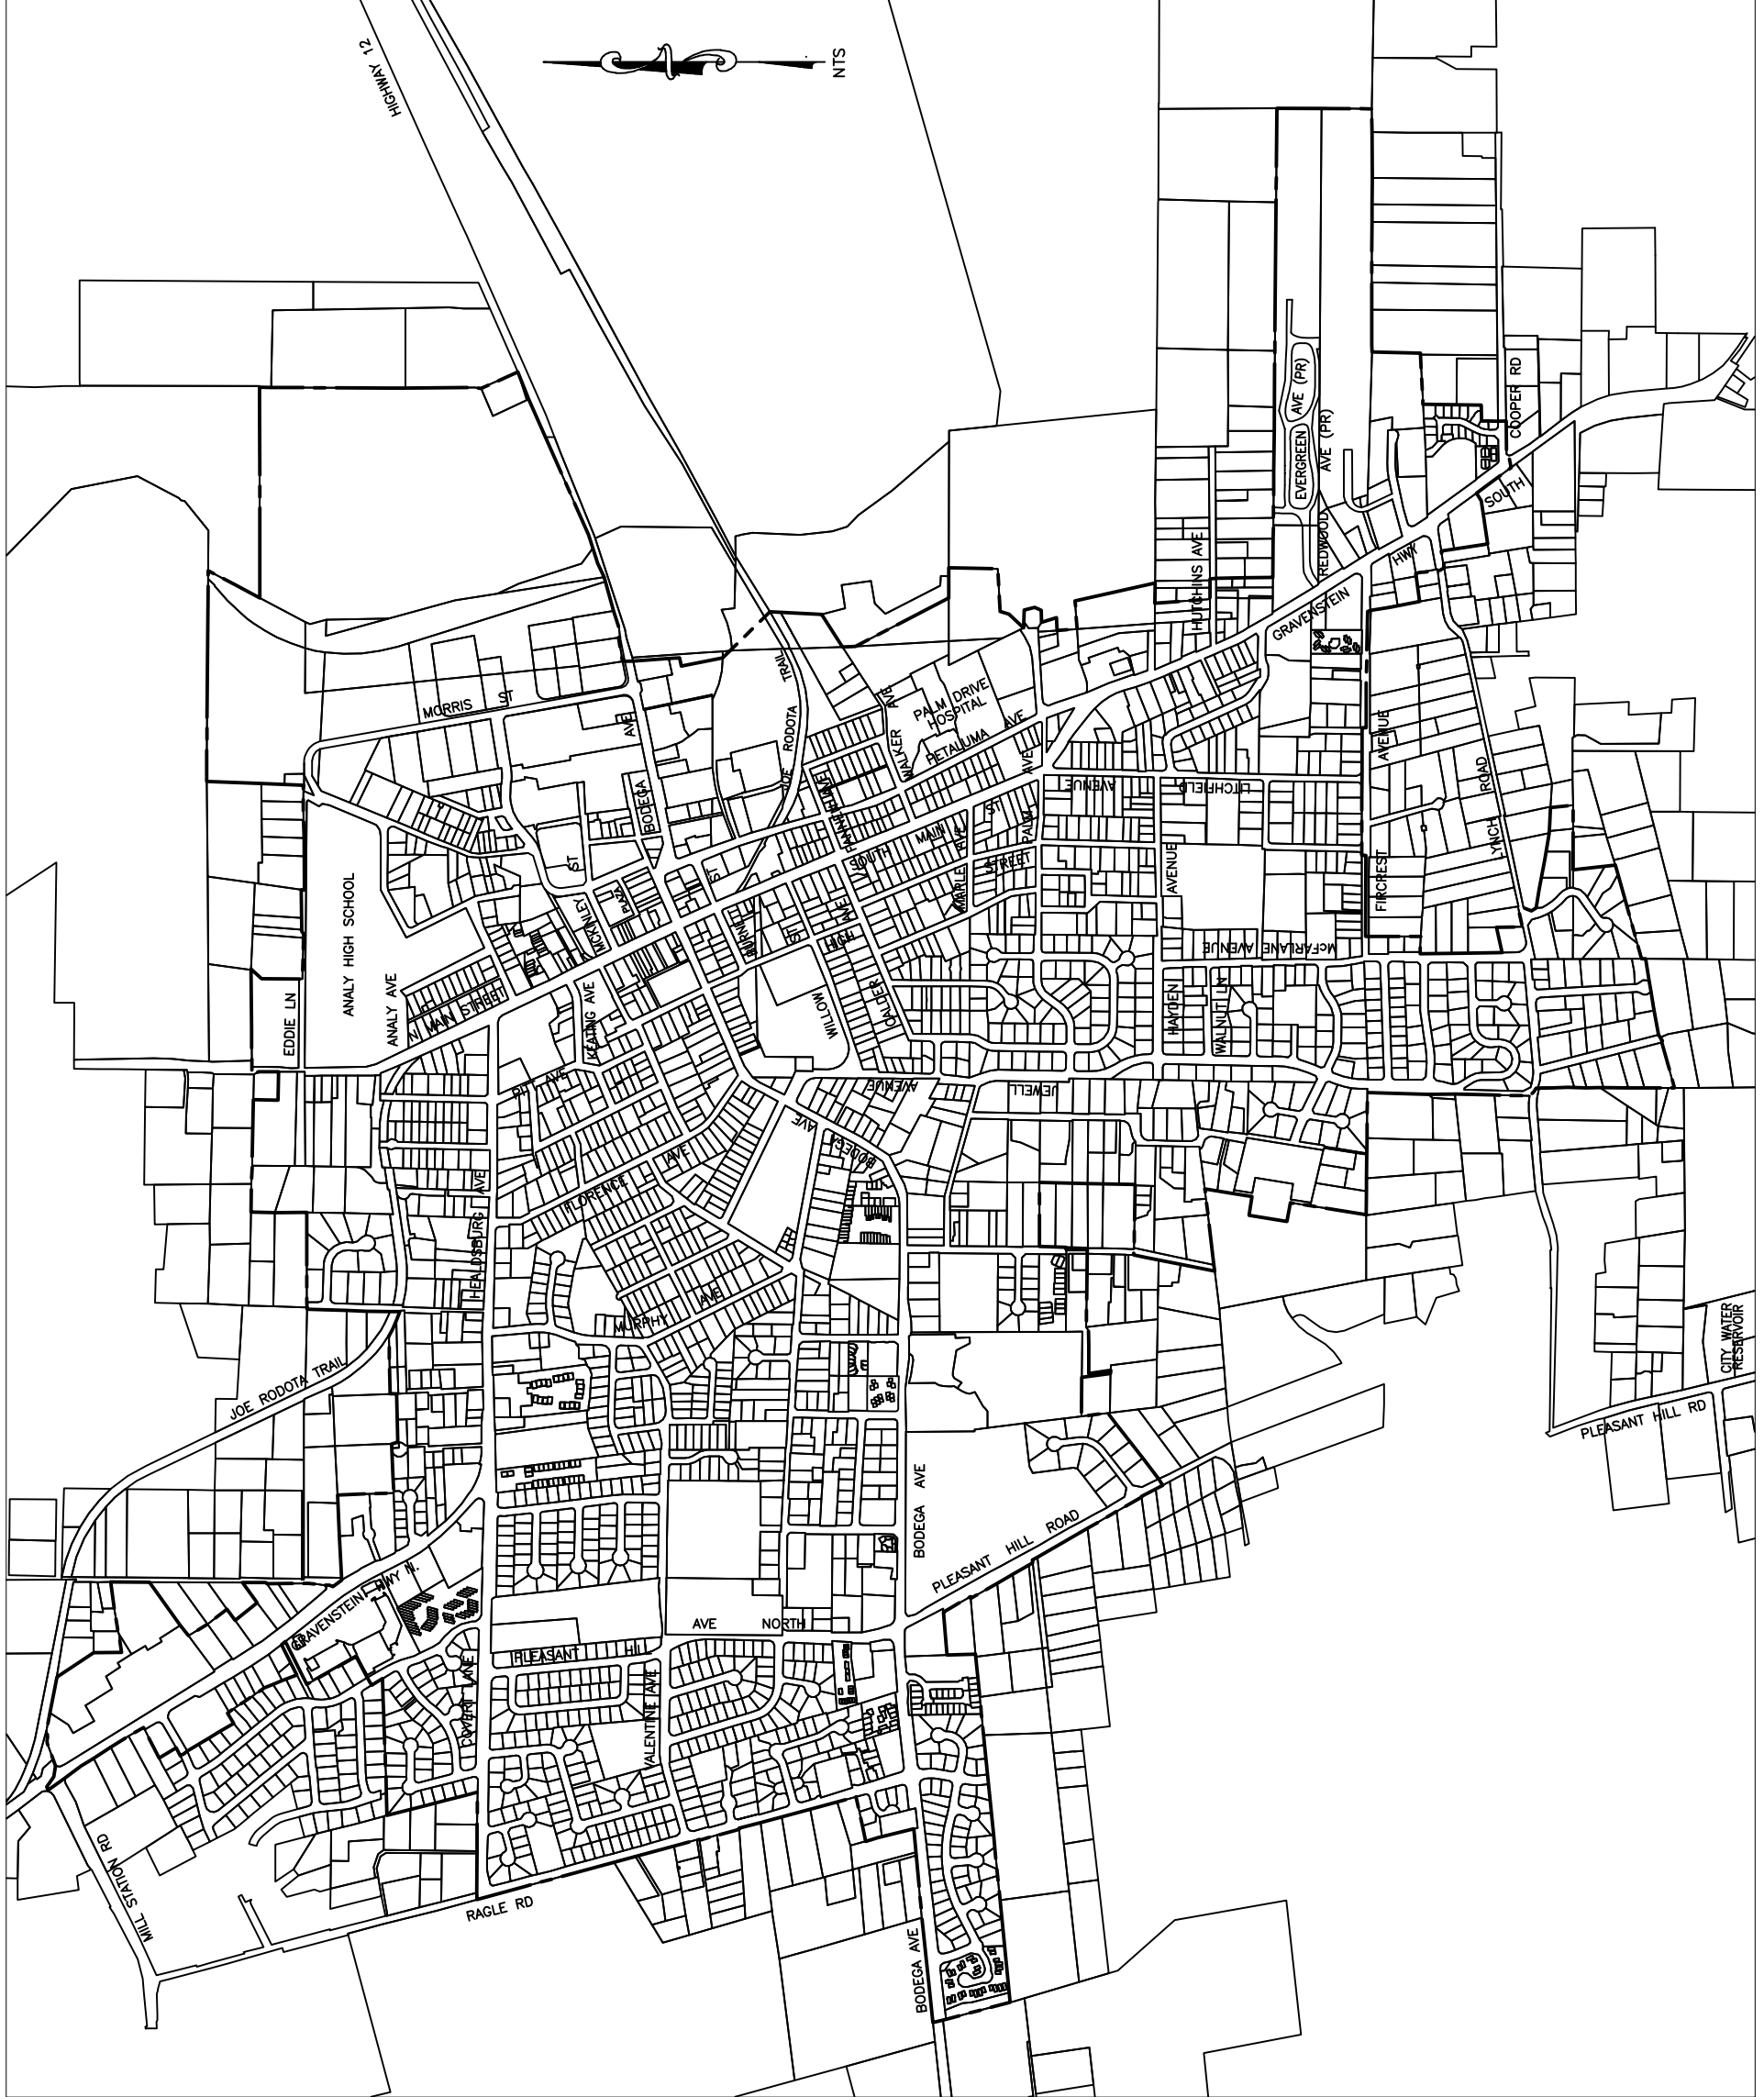 HIGHWAY 12
NTS
MORRIS ST
EDDIE LN
ANALY HIGH SCHOOL
ANALY AVE
N MAIN STREET
BODEGA AVE
MCKINLEY ST
PLAZA
KEATING AVE
PITT AVE
BURNETT ST
JOE RODOTA TRAIL
WALKER AVE
PALM DRIVE
HOSPITAL
PETALUMA AVE
SOUTH MAIN ST
HIGH STREET
WILLOW ST
CALDER AVE
MAPLE AVE
PALM AVE
JEWELL AVENUE
LITCHFIELD AVENUE
HUTCHINS AVE
EVERGREEN AVE (PR)
REDWOOD AVE (PR)
COOPER RD
GRAVENSTEIN HWY SOUTH
HAYDEN AVENUE
WALNUT LN
McFARLANE AVENUE
FIRCREST AVENUE
LYNCH ROAD
BODEGA AVE
FLORENCE AVE
HEALDSBURG AVE
MURPHY AVE
JOE RODOTA TRAIL
GRAVENSTEIN HWY N.
COVERT LANE
PLEASANT HILL AVE NORTH
VALENTINE AVE
BODEGA AVE
PLEASANT HILL ROAD
PLEASANT HILL RD
CITY WATER
RESERVOIR
MILL STATION RD
RAGLE RD
BODEGA AVE